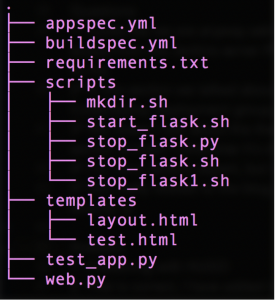 .
├── appspec.yml
├── buildspec.yml
├── requirements.txt
├── scripts
│   ├── mkdir.sh
│   ├── start_flask.sh
│   ├── stop_flask.py
│   ├── stop_flask.sh
│   └── stop_flask1.sh
├── templates
│   ├── layout.html
│   └── test.html
├── test_app.py
└── web.py